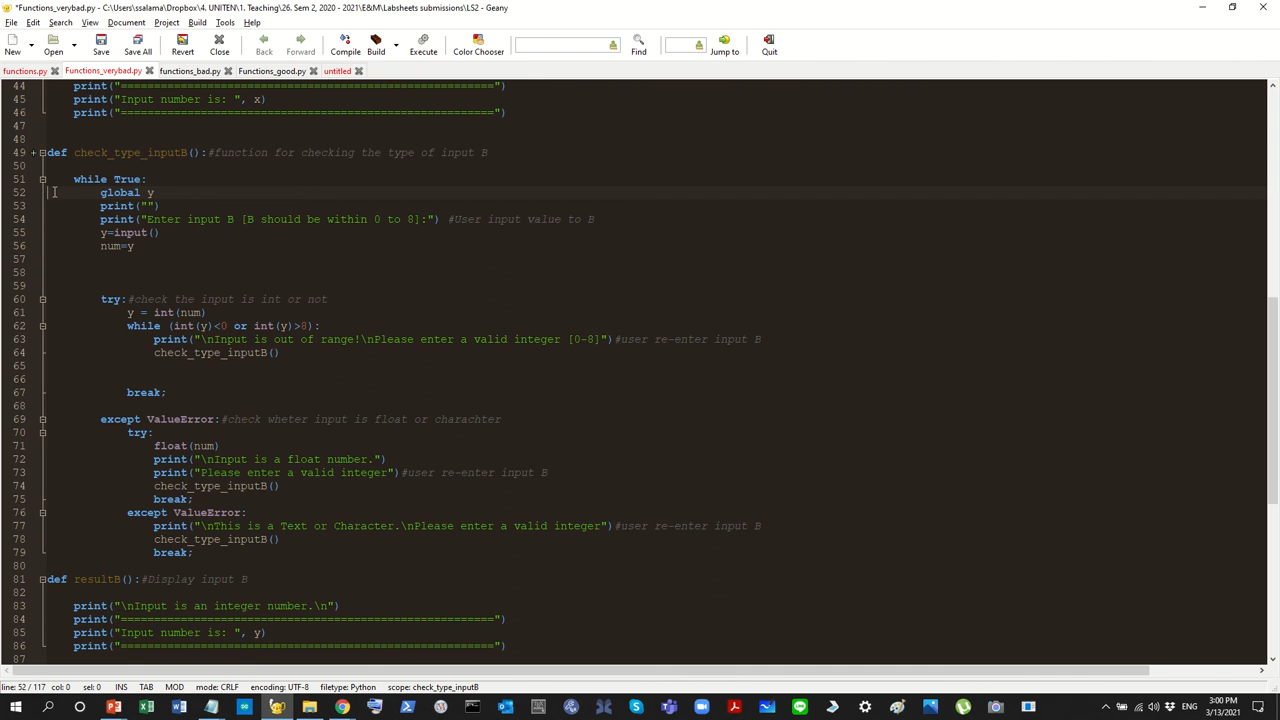 *Functions_verybad.py - C:\Users\ssalama\Dropbox\4. UNITEN\1. Teaching\26. Sem 2, 2020 - 2021\E&M\Labsheets submissions\LS2 - Geany
File Edit Search View Document Project Build Tools Help
New Open Save Save All Revert Close Back Forward Compile Build Execute Color Chooser Find Jump to Quit
functions.py Functions_verybad.py functions_bad.py Functions_good.py untitled
44 print("========================================================")
45 print("Input number is: ", x)
46 print("========================================================")
47
48
49 def check_type_inputB():#function for checking the type of input B
50
51 while True:
52 global y
53 print("")
54 print("Enter input B [B should be within 0 to 8]:") #User input value to B
55 y=input()
56 num=y
57
58
59
60 try:#check the input is int or not
61 y = int(num)
62 while (int(y)<0 or int(y)>8):
63 print("\nInput is out of range!\nPlease enter a valid integer [0-8]")#user re-enter input B
64 check_type_inputB()
65
66
67 break;
68
69 except ValueError:#check wheter input is float or charachter
70 try:
71 float(num)
72 print("\nInput is a float number.")
73 print("Please enter a valid integer")#user re-enter input B
74 check_type_inputB()
75 break;
76 except ValueError:
77 print("\nThis is a Text or Character.\nPlease enter a valid integer")#user re-enter input B
78 check_type_inputB()
79 break;
80
81 def resultB():#Display input B
82
83 print("\nInput is an integer number.\n")
84 print("========================================================")
85 print("Input number is: ", y)
86 print("========================================================")
87
line: 52 / 117 col: 0 sel: 0 INS TAB MOD mode: CRLF encoding: UTF-8 filetype: Python scope: check_type_inputB
3:00 PM
ENG
3/13/2021